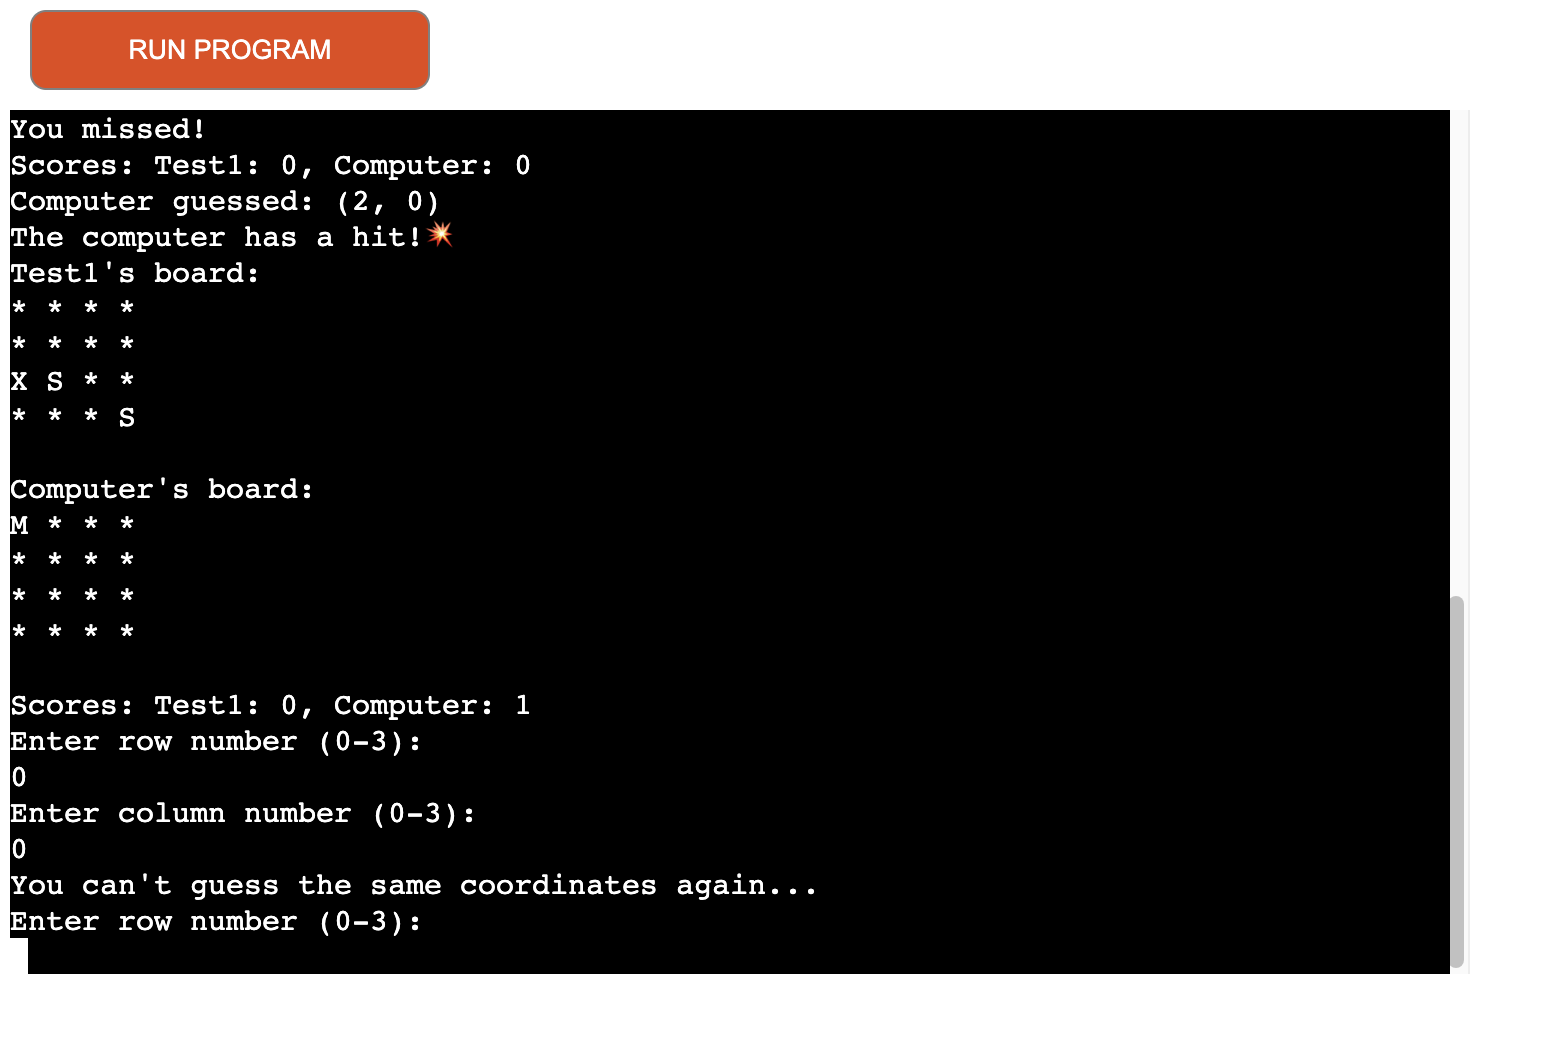 RUN PROGRAM
You missed!
Scores: Test1: 0, Computer: 0
Computer guessed: (2, 0)
The computer has a hit!💥
Test1's board:
* * * *
* * * *
X S * *
* * * S
Computer's board:
M * * *
* * * *
* * * *
* * * *
Scores: Test1: 0, Computer: 1
Enter row number (0-3):
0
Enter column number (0-3):
0
You can't guess the same coordinates again...
Enter row number (0-3):